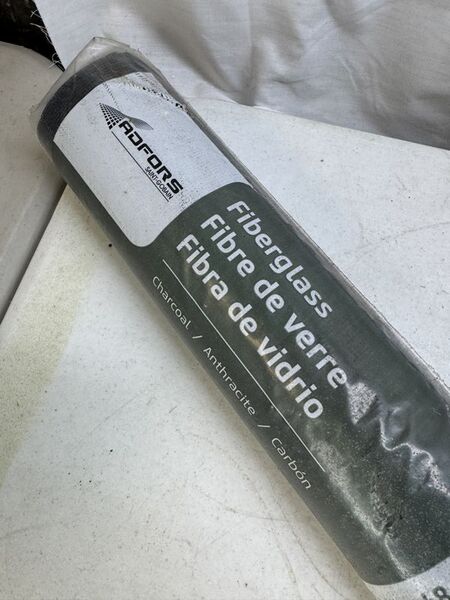 ADFORS
SAINT-GOBAIN
Fiberglass
Fibre de verre
Fibra de vidrio
Charcoal / Anthracite / Carbón